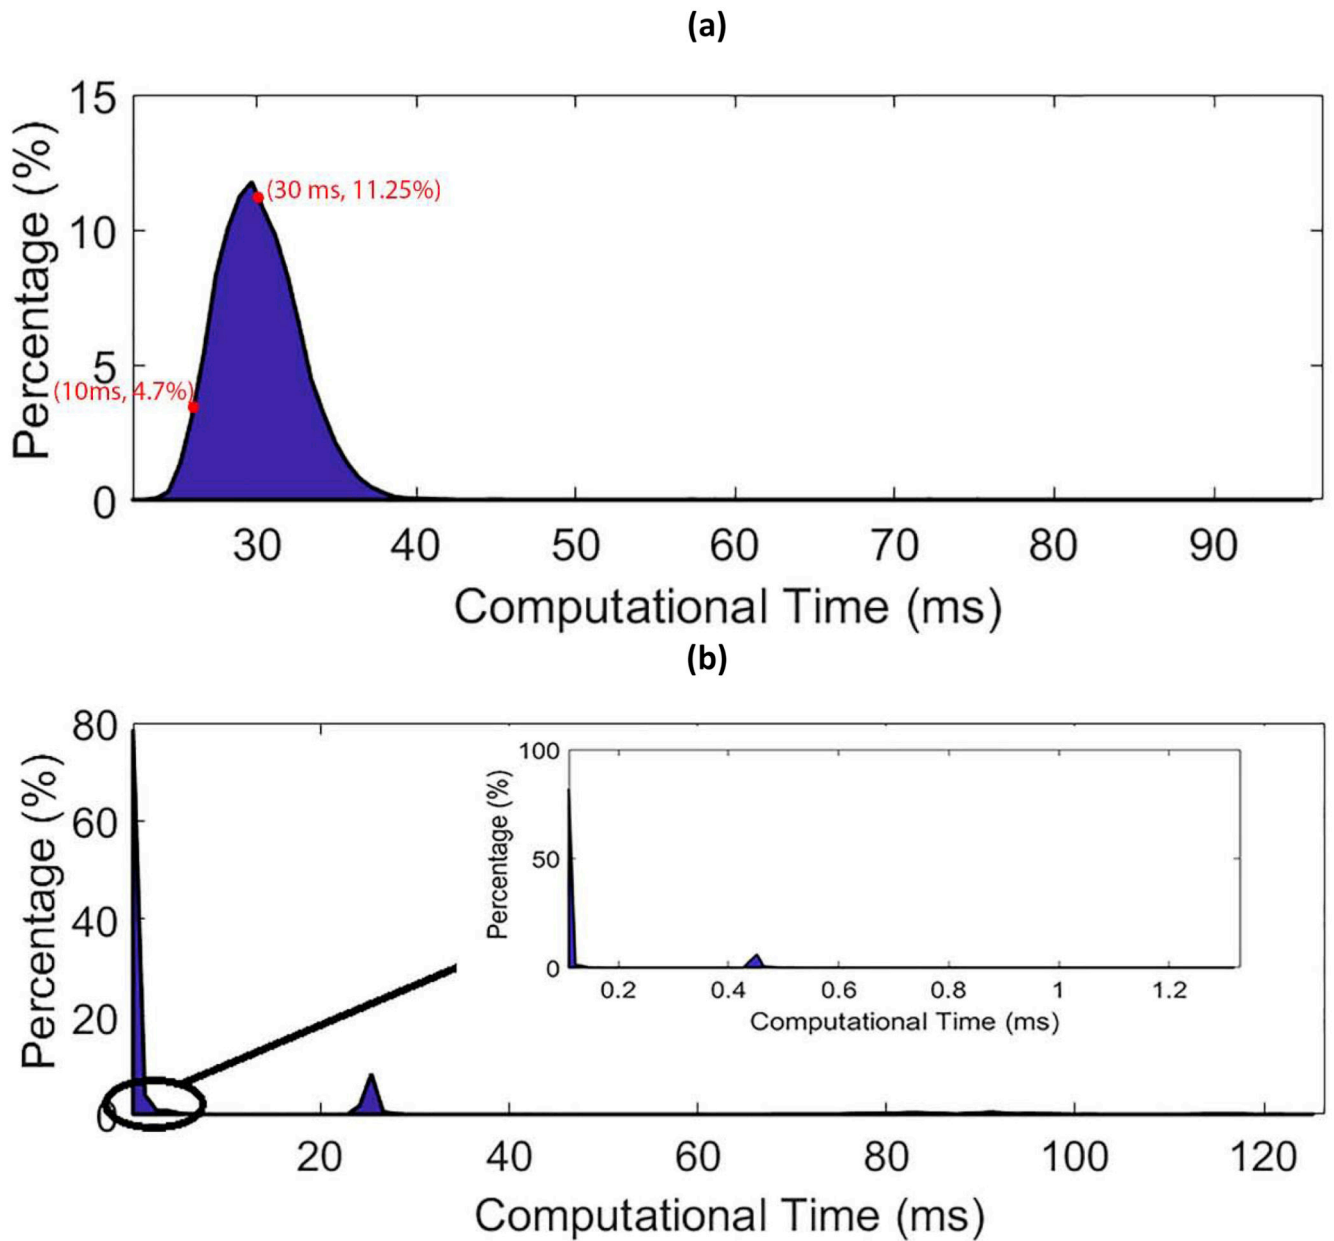 (a)
15
10
5
0
Percentage (%)
(30 ms, 11.25%)
(10ms, 4.7%)
30 40 50 60 70 80 90
Computational Time (ms)
(b)
80
60
40
20
0
Percentage (%)
100
50
0
Percentage (%)
0.2 0.4 0.6 0.8 1 1.2
Computational Time (ms)
20 40 60 80 100 120
Computational Time (ms)